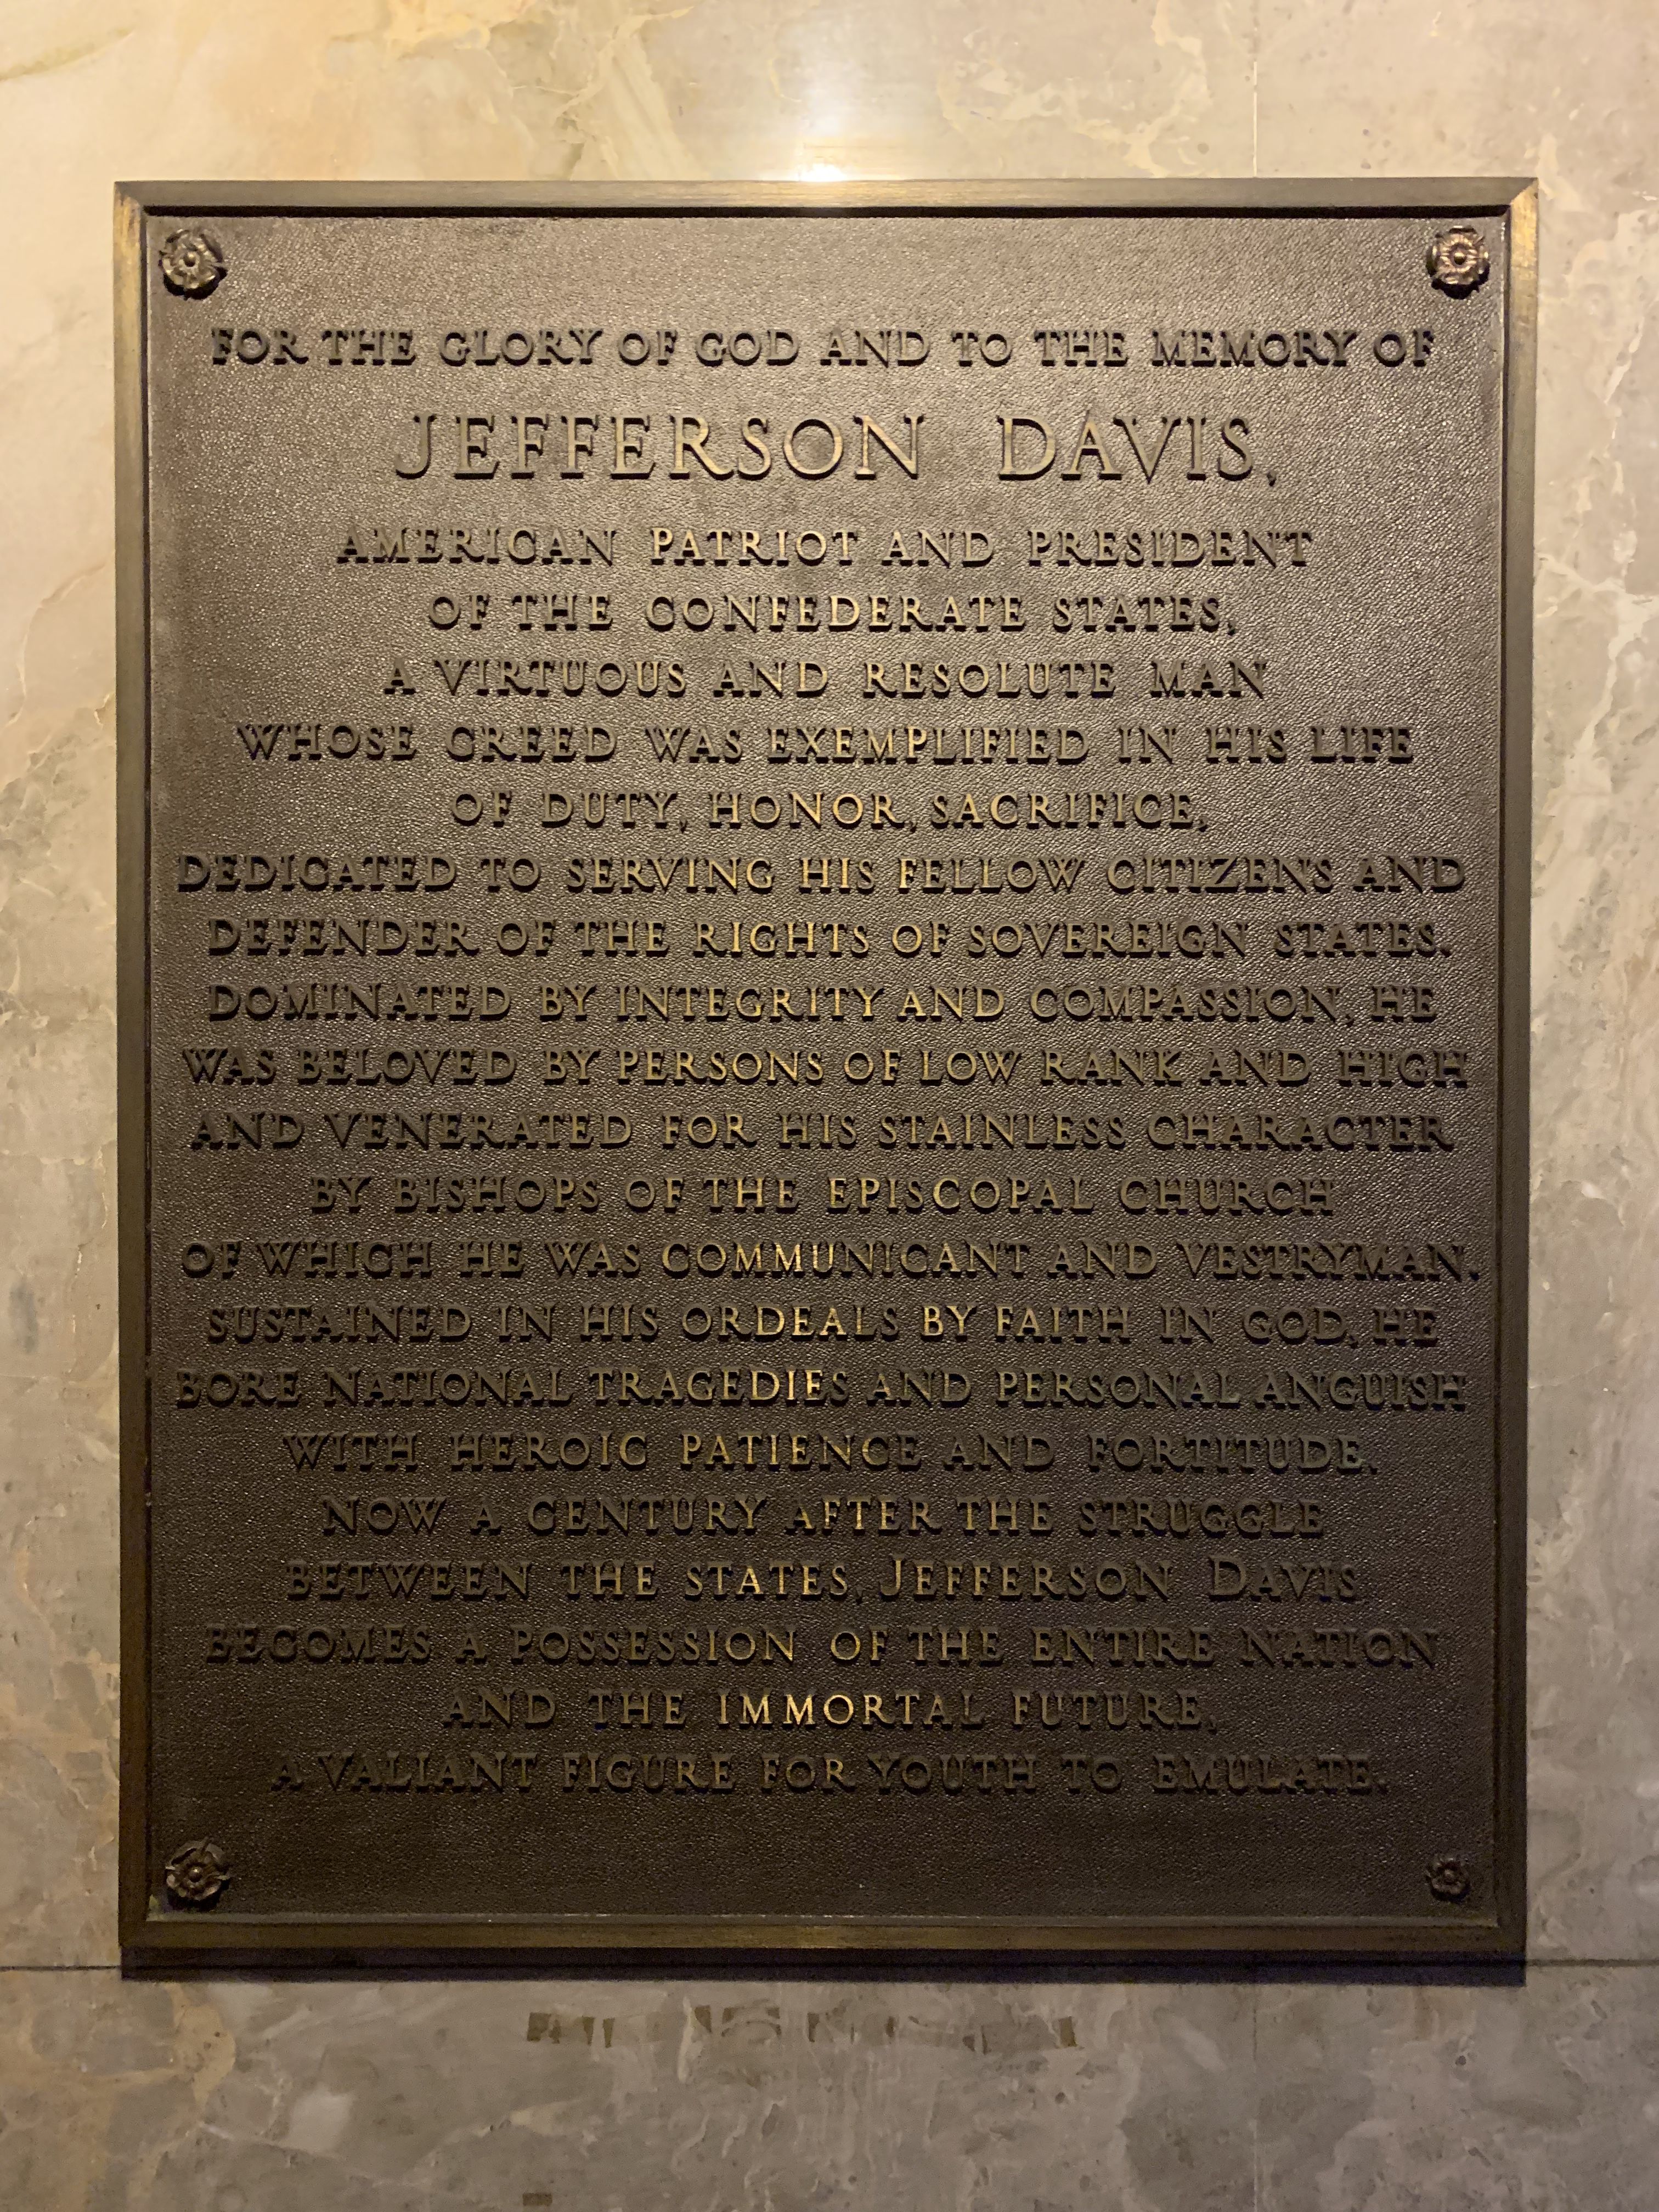 FOR THE GLORY OF GOD AND TO THE MEMORY OF
JEFFERSON DAVIS,
AMERICAN PATRIOT AND PRESIDENT
OF THE CONFEDERATE STATES,
A VIRTUOUS AND RESOLUTE MAN
WHOSE CREED WAS EXEMPLIFIED IN HIS LIFE
OF DUTY, HONOR, SACRIFICE,
DEDICATED TO SERVING HIS FELLOW CITIZENS AND
DEFENDER OF THE RIGHTS OF SOVEREIGN STATES.
DOMINATED BY INTEGRITY AND COMPASSION, HE
WAS BELOVED BY PERSONS OF LOW RANK AND HIGH
AND VENERATED FOR HIS STAINLESS CHARACTER
BY BISHOPS OF THE EPISCOPAL CHURCH
OF WHICH HE WAS COMMUNICANT AND VESTRYMAN.
SUSTAINED IN HIS ORDEALS BY FAITH IN GOD, HE
BORE NATIONAL TRAGEDIES AND PERSONAL ANGUISH
WITH HEROIC PATIENCE AND FORTITUDE.
NOW A CENTURY AFTER THE STRUGGLE
BETWEEN THE STATES, JEFFERSON DAVIS
BECOMES A POSSESSION OF THE ENTIRE NATION
AND THE IMMORTAL FUTURE,
A VALIANT FIGURE FOR YOUTH TO EMULATE.